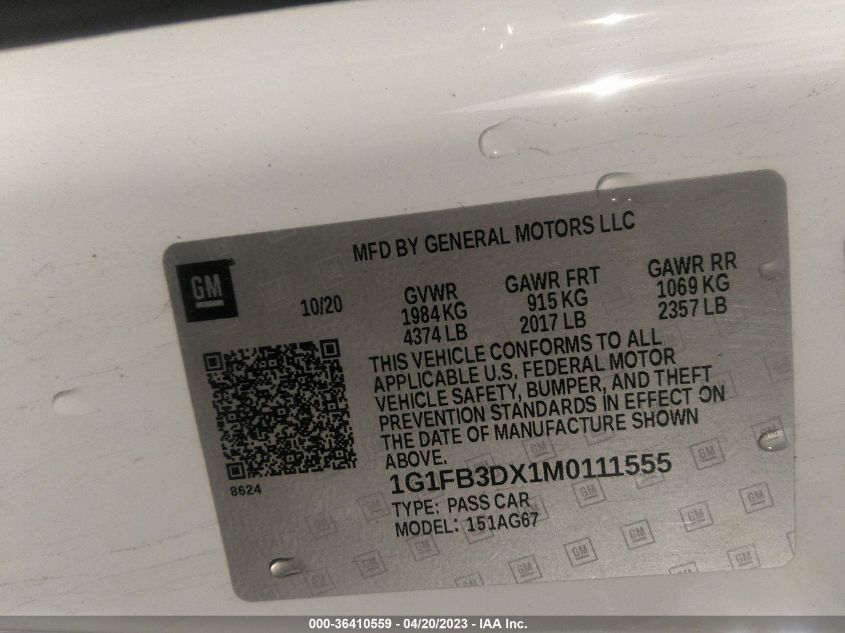 MFD BY GENERAL MOTORS LLC
GM
10/20
GVWR GAWR FRT GAWR RR
1984 KG 915 KG 1069 KG
4374 LB 2017 LB 2357 LB
THIS VEHICLE CONFORMS TO ALL
APPLICABLE U.S. FEDERAL MOTOR
VEHICLE SAFETY, BUMPER, AND THEFT
PREVENTION STANDARDS IN EFFECT ON
THE DATE OF MANUFACTURE SHOWN
ABOVE.
8624
1G1FB3DX1M0111555
TYPE: PASS CAR
MODEL: 151AG67
000-36410559 - 04/20/2023 - IAA Inc.